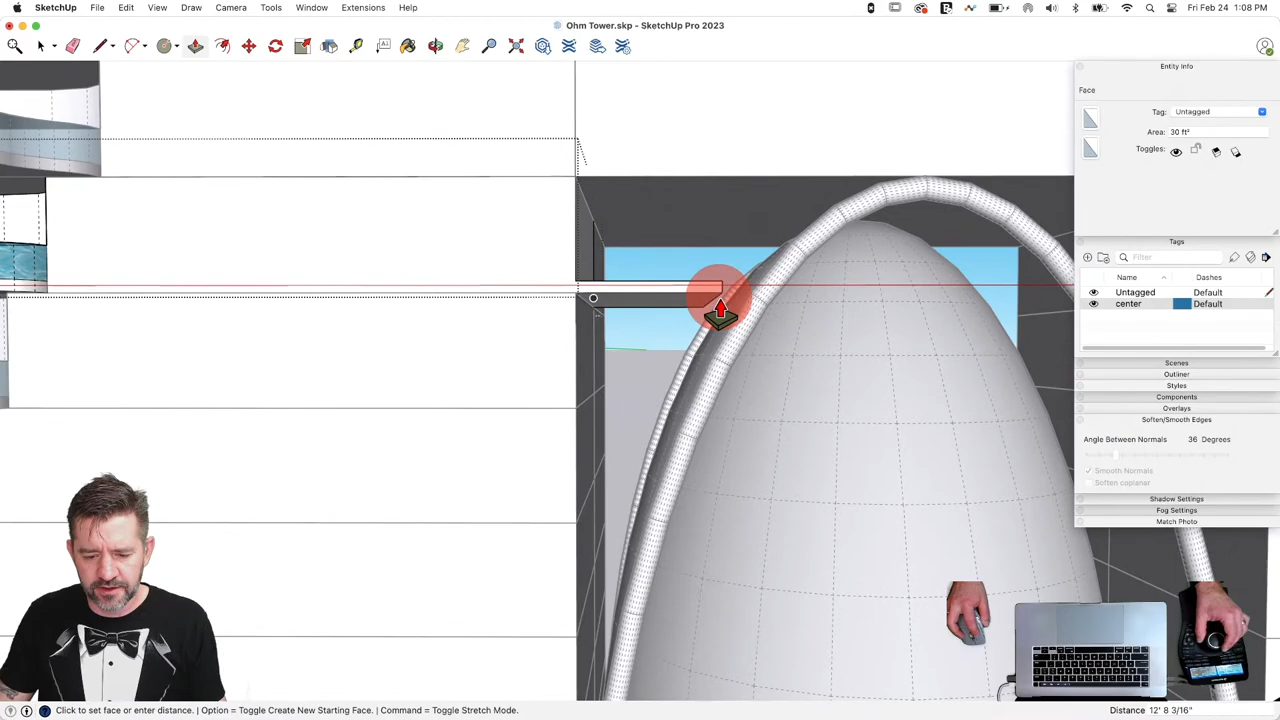 SketchUp File Edit View Draw Camera Tools Window Extensions Help Fri Feb 24 1:08 PM
Ohm Tower.skp - SketchUp Pro 2023
Entity Info
Face
Tag: Untagged
Area: 30 ft²
Toggles:
Tags
Filter
Name Dashes
Untagged Default
center Default
Scenes
Outliner
Styles
Components
Overlays
Soften/Smooth Edges
Angle Between Normals 36 Degrees
Smooth Normals
Soften coplanar
Shadow Settings
Fog Settings
Match Photo
Click to set face or enter distance. | Option = Toggle Create New Starting Face. | Command = Toggle Stretch Mode. Distance 12' 8 3/16"